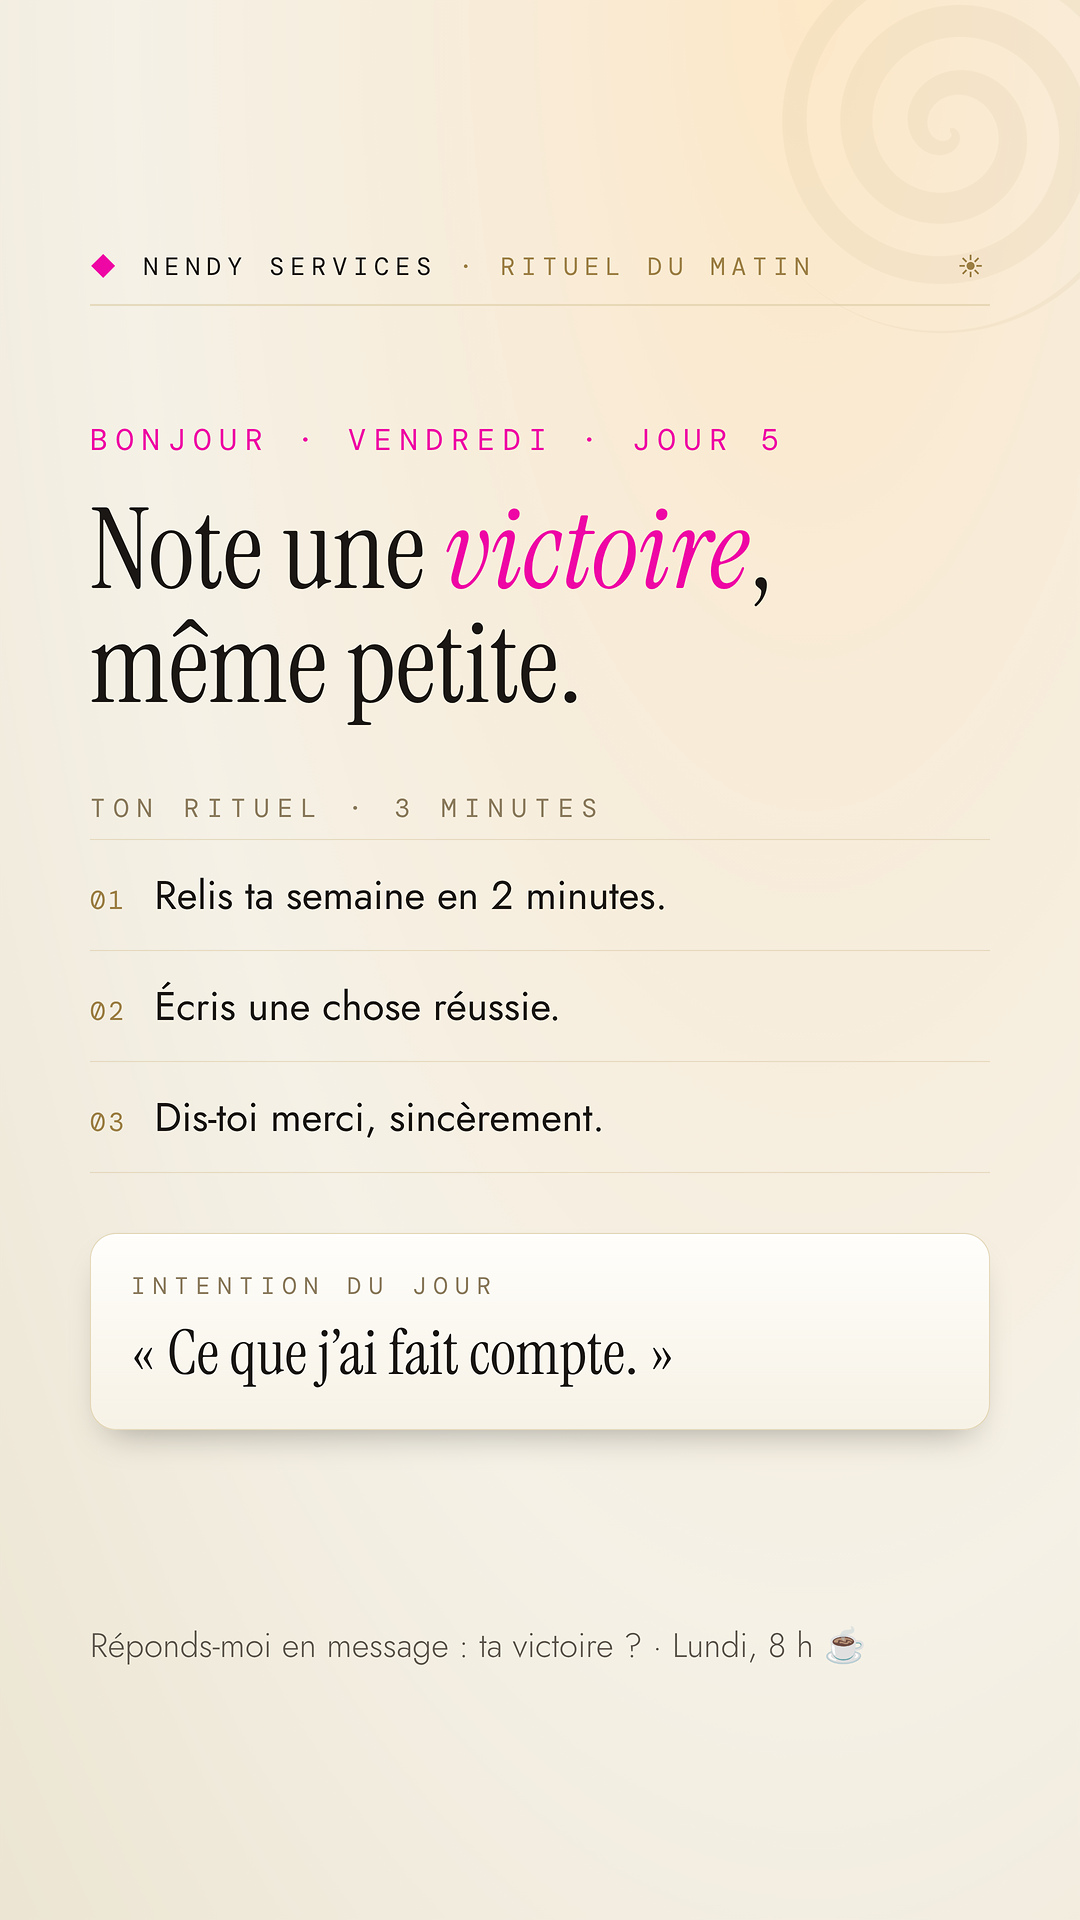 ◆ NENDY SERVICES · RITUEL DU MATIN ☀
BONJOUR · VENDREDI · JOUR 5
Note une victoire,
même petite.
TON RITUEL · 3 MINUTES
01 Relis ta semaine en 2 minutes.
02 Écris une chose réussie.
03 Dis-toi merci, sincèrement.
INTENTION DU JOUR
« Ce que j’ai fait compte. »
Réponds-moi en message : ta victoire ? · Lundi, 8 h ☕